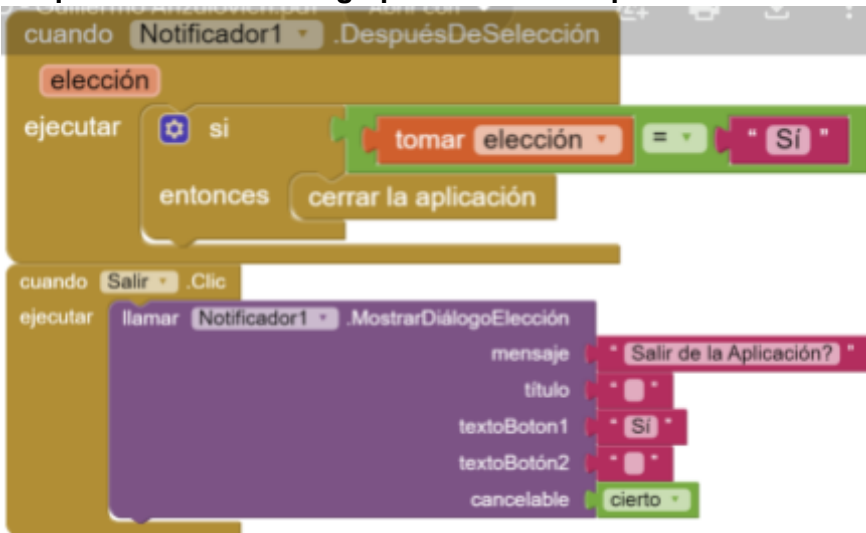 cuando Notificador1 .DespuésDeSelección
elección
ejecutar si tomar elección = " Sí "
entonces cerrar la aplicación
cuando Salir .Clic
ejecutar llamar Notificador1 .MostrarDiálogoElección
mensaje " Salir de la Aplicación? "
título " "
textoBoton1 " Sí "
textoBotón2 " "
cancelable cierto